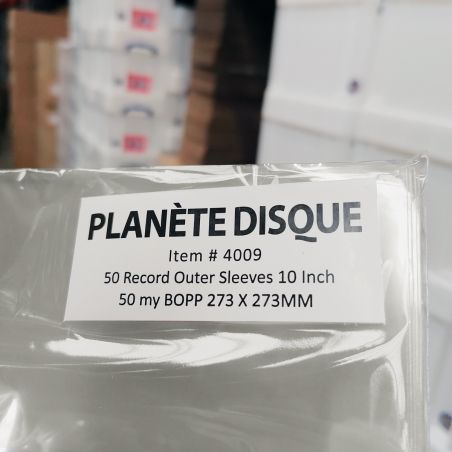 PLANÈTE DISQUE
Item # 4009
50 Record Outer Sleeves 10 Inch
50 my BOPP 273 X 273MM